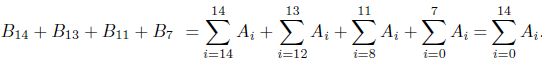 $B_{14} + B_{13} + B_{11} + B_7 = \sum_{i=14}^{14} A_i + \sum_{i=12}^{13} A_i + \sum_{i=8}^{11} A_i + \sum_{i=0}^{7} A_i = \sum_{i=0}^{14} A_i.$